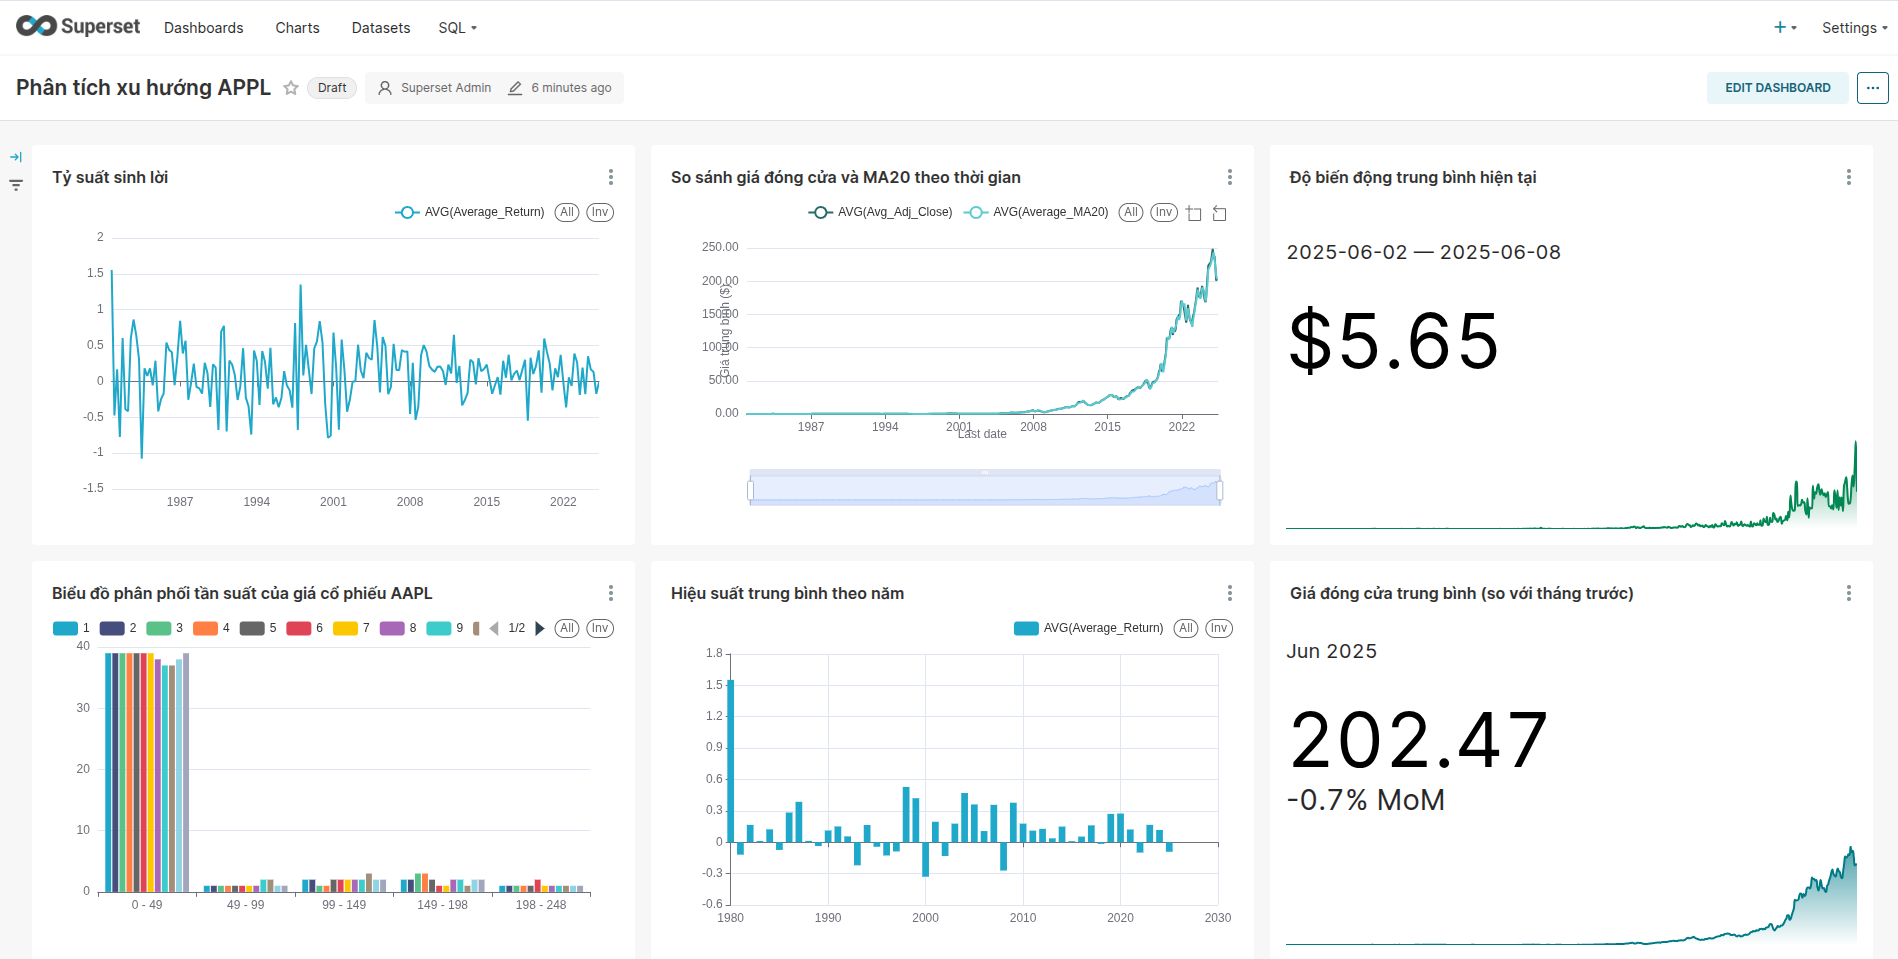 Superset Dashboards Charts Datasets SQL + Settings
Phân tích xu hướng APPL Draft Superset Admin 6 minutes ago EDIT DASHBOARD ...
Tỷ suất sinh lời
AVG(Average_Return) All Inv
2
1.5
1
0.5
0
-0.5
-1
-1.5
1987 1994 2001 2008 2015 2022
So sánh giá đóng cửa và MA20 theo thời gian
AVG(Avg_Adj_Close) AVG(Average_MA20) All Inv
Giá trung bình ($)
250.00
200.00
150.00
100.00
50.00
0.00
1987 1994 2001 2008 2015 2022
Last date
Độ biến động trung bình hiện tại
2025-06-02 — 2025-06-08
$5.65
Biểu đồ phân phối tần suất của giá cổ phiếu AAPL
1 2 3 4 5 6 7 8 9 1/2 All Inv
40
30
20
10
0
0 - 49 49 - 99 99 - 149 149 - 198 198 - 248
Hiệu suất trung bình theo năm
AVG(Average_Return) All Inv
1.8
1.5
1.2
0.9
0.6
0.3
0
-0.3
-0.6
1980 1990 2000 2010 2020 2030
Giá đóng cửa trung bình (so với tháng trước)
Jun 2025
202.47
-0.7% MoM